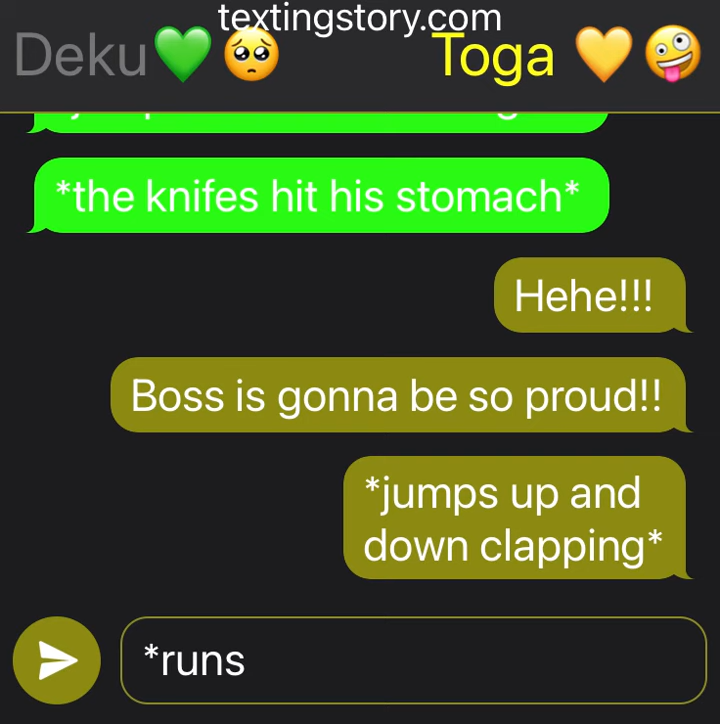 textingstory.com
Deku💚🥺
Toga 💛🤪
*the knifes hit his stomach*
Hehe!!!
Boss is gonna be so proud!!
*jumps up and
down clapping*
*runs